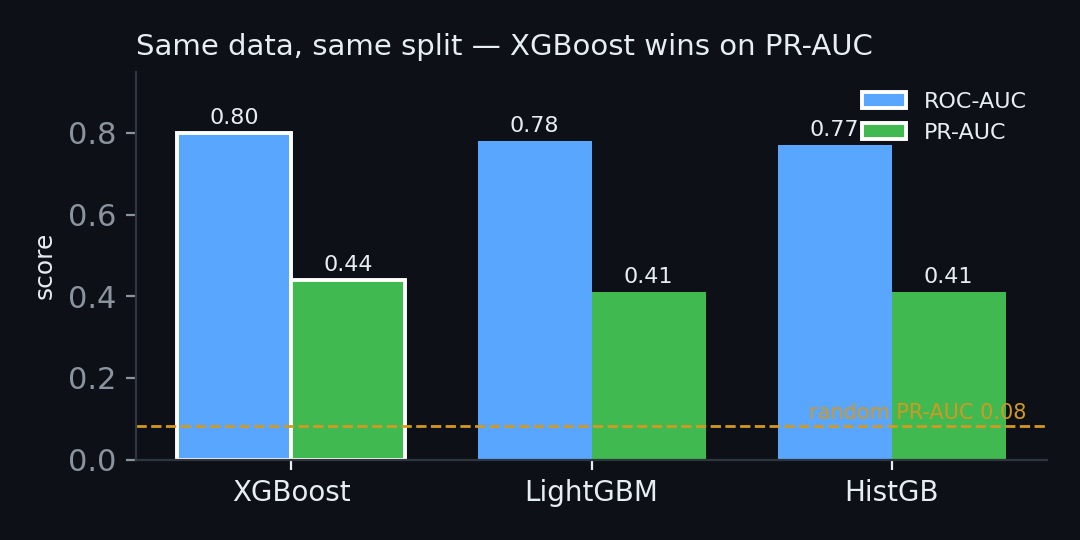 Same data, same split — XGBoost wins on PR-AUC
ROC-AUC
PR-AUC
0.80
0.78
0.77
0.44
0.41
0.41
random PR-AUC 0.08
score
0.8
0.6
0.4
0.2
0.0
XGBoost
LightGBM
HistGB